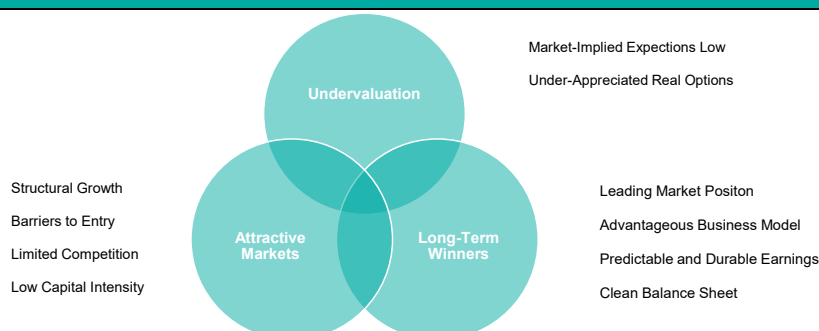 Market-Implied Expections Low
Under-Appreciated Real Options
Undervaluation
Structural Growth
Barriers to Entry
Limited Competition
Low Capital Intensity
Attractive
Markets
Long-Term
Winners
Leading Market Positon
Advantageous Business Model
Predictable and Durable Earnings
Clean Balance Sheet